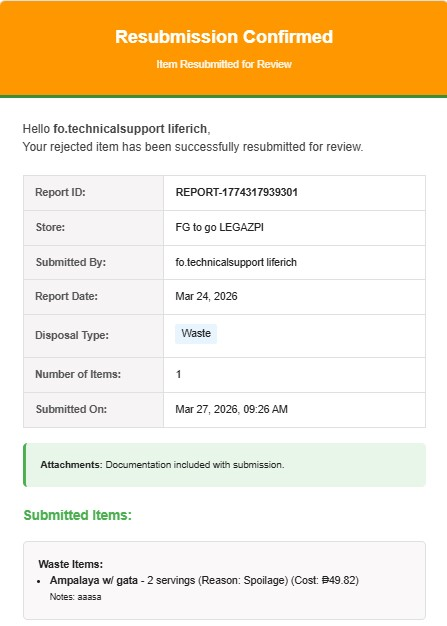 Resubmission Confirmed
Item Resubmitted for Review
Hello fo.technicalsupport liferich,
Your rejected item has been successfully resubmitted for review.
Report ID: REPORT-1774317939301
Store: FG to go LEGAZPI
Submitted By: fo.technicalsupport liferich
Report Date: Mar 24, 2026
Disposal Type: Waste
Number of Items: 1
Submitted On: Mar 27, 2026, 09:26 AM
Attachments: Documentation included with submission.
Submitted Items:
Waste Items:
• Ampalaya w/ gata - 2 servings (Reason: Spoilage) (Cost: ₱49.82)
Notes: aaasa